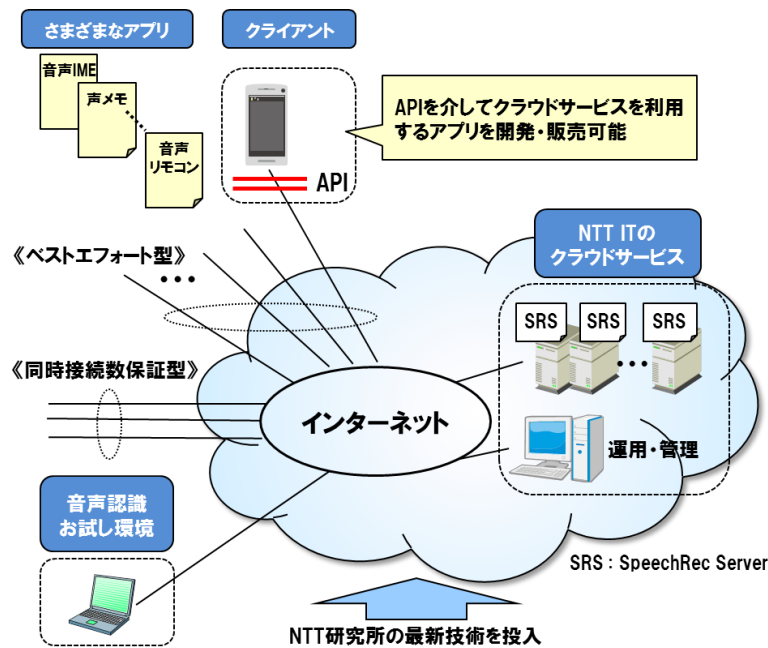 さまざまなアプリ
クライアント
音声IME
声メモ
音声
リモコン
API
APIを介してクラウドサービスを利用
するアプリを開発・販売可能
《ベストエフォート型》
NTT ITの
クラウドサービス
SRS
SRS
SRS
《同時接続数保証型》
インターネット
運用・管理
音声認識
お試し環境
SRS : SpeechRec Server
NTT研究所の最新技術を投入